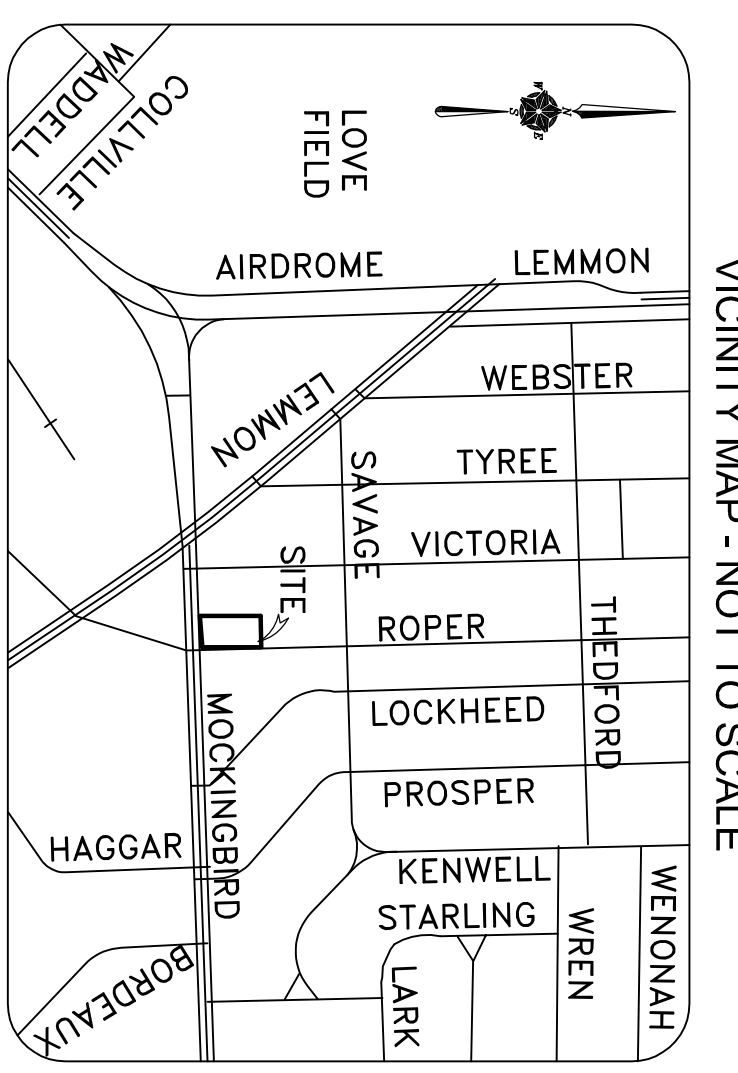 VICINITY MAP - NOT TO SCALE
WADDELL
COLLVILLE
LOVE
FIELD
W
N
S
E
AIRDROME
LEMMON
LEMMON
WEBSTER
TYREE
SAVAGE
VICTORIA
SITE
ROPER
THEDFORD
LOCKHEED
MOCKINGBIRD
PROSPER
HAGGAR
KENWELL
STARLING
WREN
WENONAH
LARK
BORDEAUX